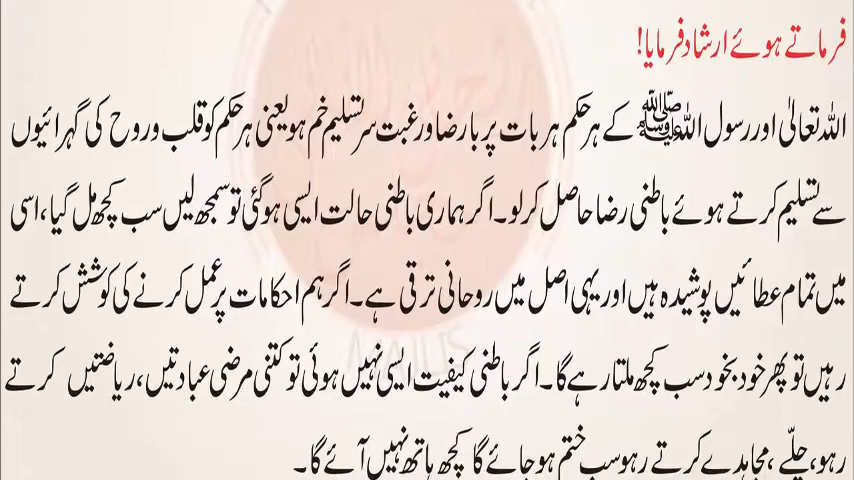 فرماتے ہوئے ارشاد فرمایا!
اللہ تعالیٰ اور رسول اللہ ﷺ کے ہر حکم ہر بات پر بارضا ورغبت سر تسلیم خم ہو یعنی ہر حکم کو قلب وروح کی گہرائیوں
سے تسلیم کرتے ہوئے باطنی رضا حاصل کرلو۔ اگر ہماری باطنی حالت ایسی ہوگئی تو سمجھ لیں سب کچھ مل گیا، اسی
میں تمام عطائیں پوشیدہ ہیں اور یہی اصل میں روحانی ترقی ہے۔ اگر ہم احکامات پر عمل کرنے کی کوشش کرتے
رہیں تو پھر خود بخود سب کچھ ملتا رہے گا۔ اگر باطنی کیفیت ایسی نہیں ہوئی تو کتنی مرضی عبادتیں، ریاضتیں کرتے
رہو، چلّے، مجاہدے کرتے رہو سب ختم ہوجائے گا کچھ ہاتھ نہیں آئے گا۔